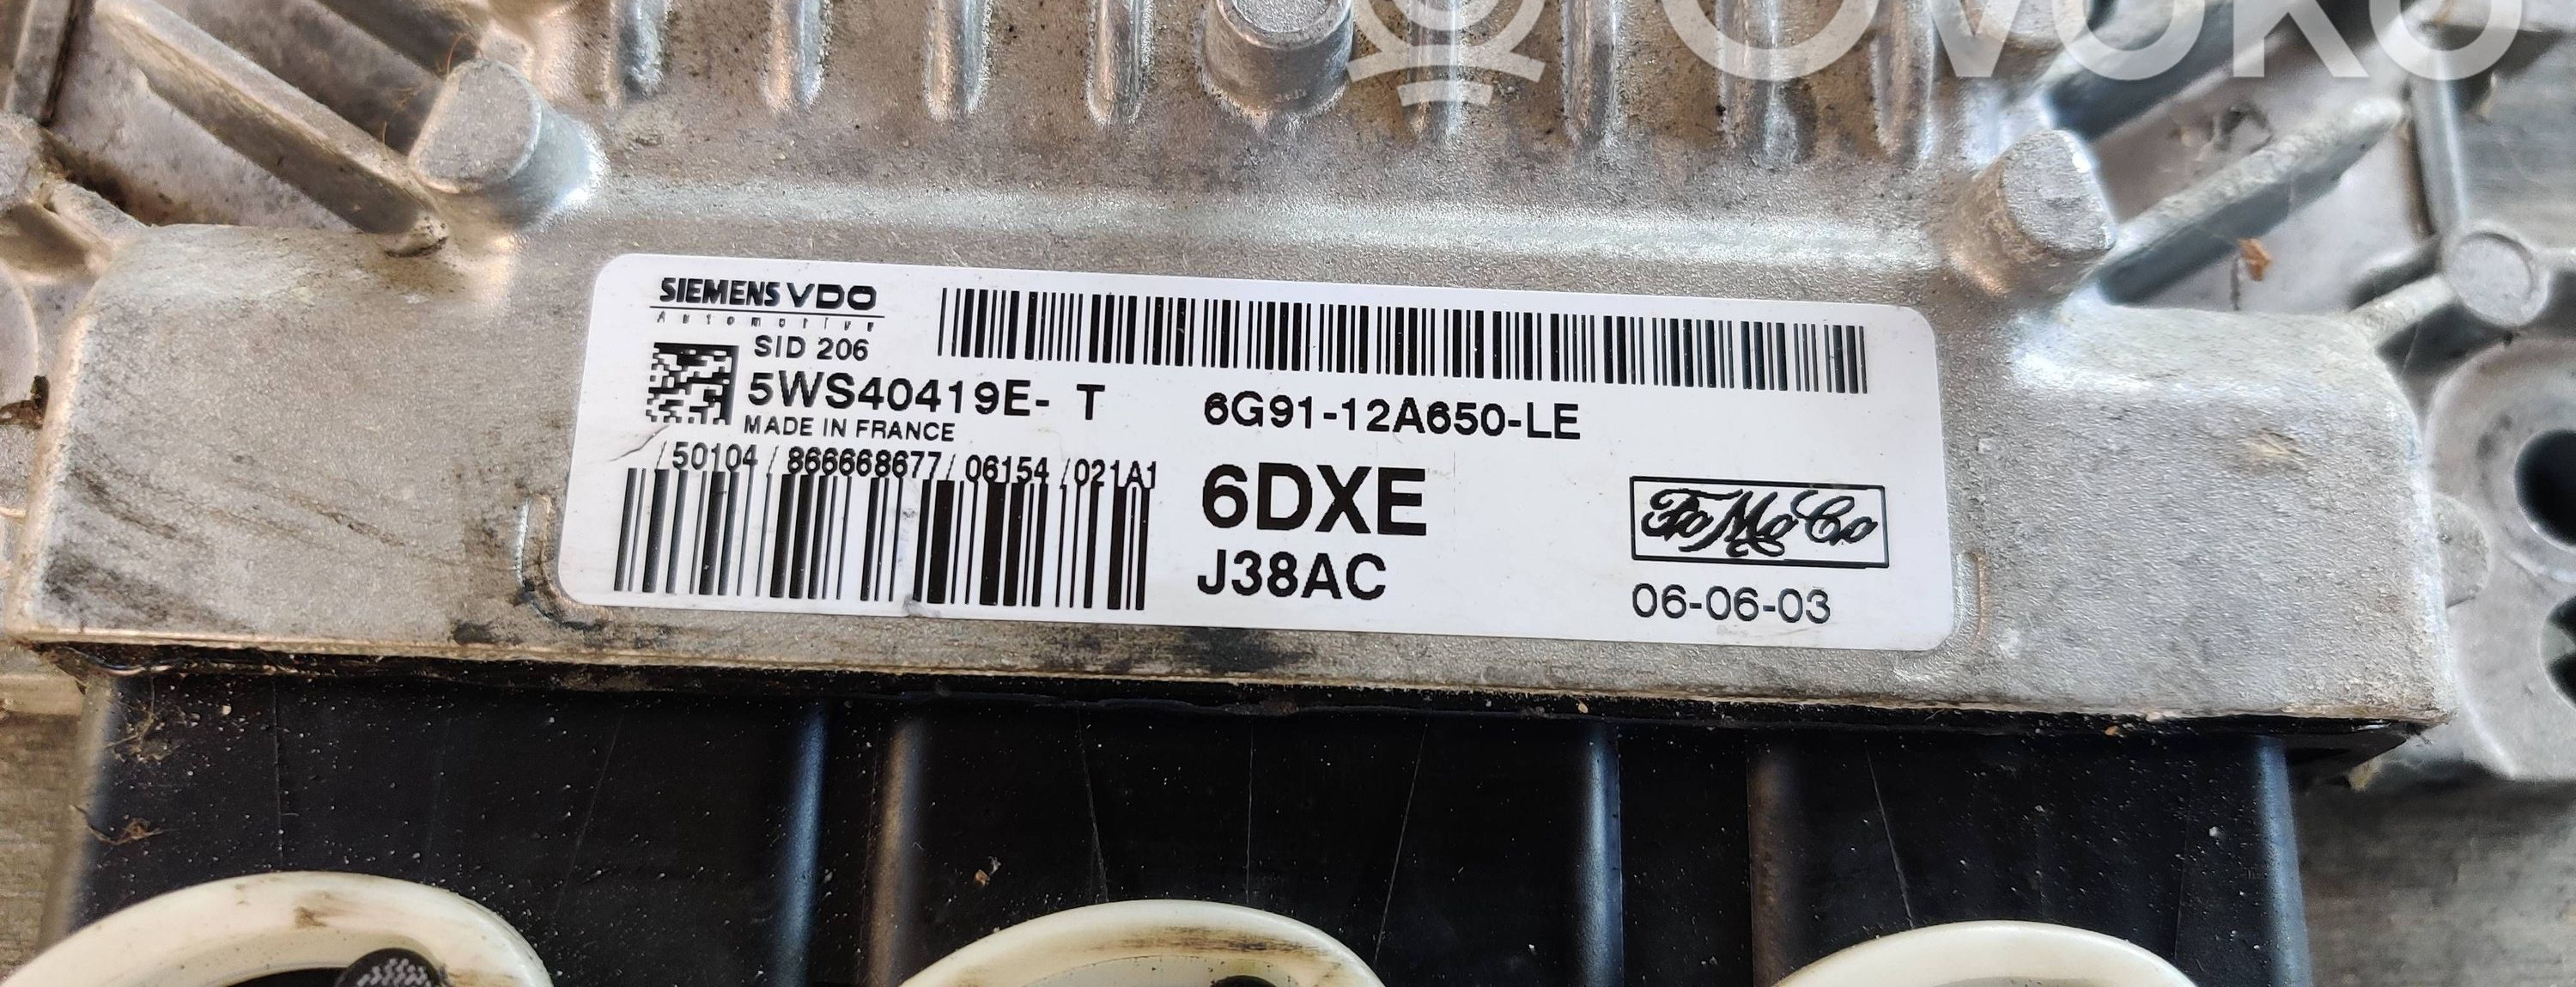 OVOKO
SIEMENS VDO
Automotive
SID 206
5WS40419E- T
6G91-12A650-LE
MADE IN FRANCE
/50104 / 866668677/ 06154 /021A1
6DXE
FoMoCo
J38AC
06-06-03